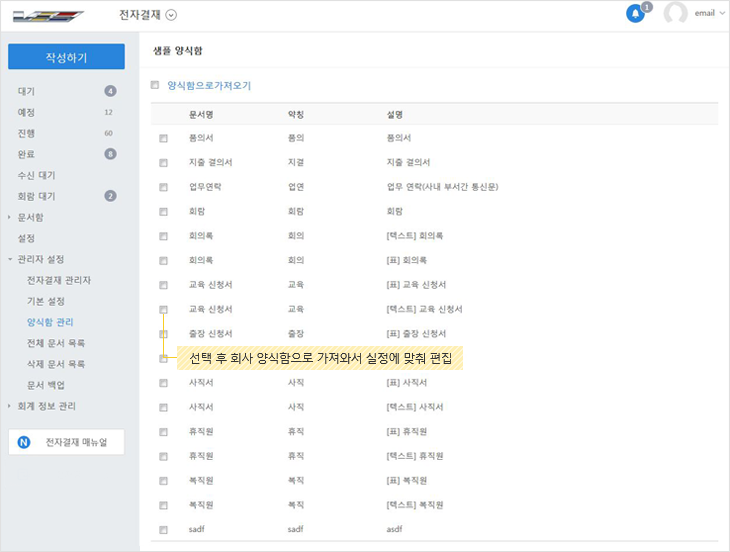 전자결재
1
email
작성하기
대기 4
예정 12
진행 60
완료 8
수신 대기
회람 대기 2
문서함
설정
관리자 설정
전자결재 관리자
기본 설정
양식함 관리
전체 문서 목록
삭제 문서 목록
문서 백업
회계 정보 관리
N 전자결재 매뉴얼
샘플 양식함
양식함으로가져오기
문서명 약칭 설명
품의서 품의 품의서
지출 결의서 지결 지출 결의서
업무연락 업연 업무 연락(사내 부서간 통신문)
회람 회람 회람
회의록 회의 [텍스트] 회의록
회의록 회의 [표] 회의록
교육 신청서 교육 [표] 교육 신청서
교육 신청서 교육 [텍스트] 교육 신청서
출장 신청서 출장 [표] 출장 신청서
선택 후 회사 양식함으로 가져와서 실정에 맞춰 편집
사직서 사직 [표] 사직서
사직서 사직 [텍스트] 사직서
휴직원 휴직 [표] 휴직원
휴직원 휴직 [텍스트] 휴직원
복직원 복직 [표] 복직원
복직원 복직 [텍스트] 복직원
sadf sadf asdf